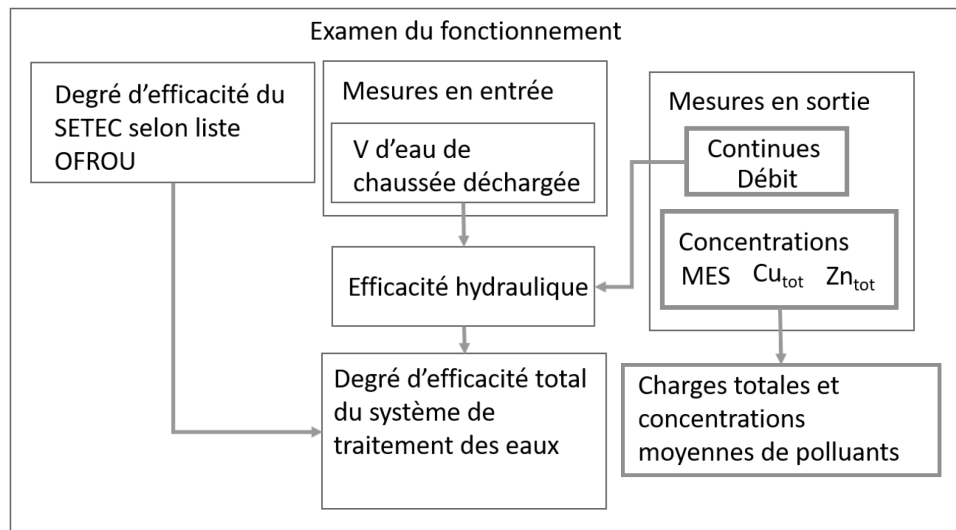 Examen du fonctionnement
Degré d'efficacité du
SETEC selon liste
OFROU
Mesures en entrée
V d'eau de
chaussée déchargée
Mesures en sortie
Continues
Débit
Concentrations
MES Cutot Zntot
Efficacité hydraulique
Degré d'efficacité total
du système de
traitement des eaux
Charges totales et
concentrations
moyennes de polluants